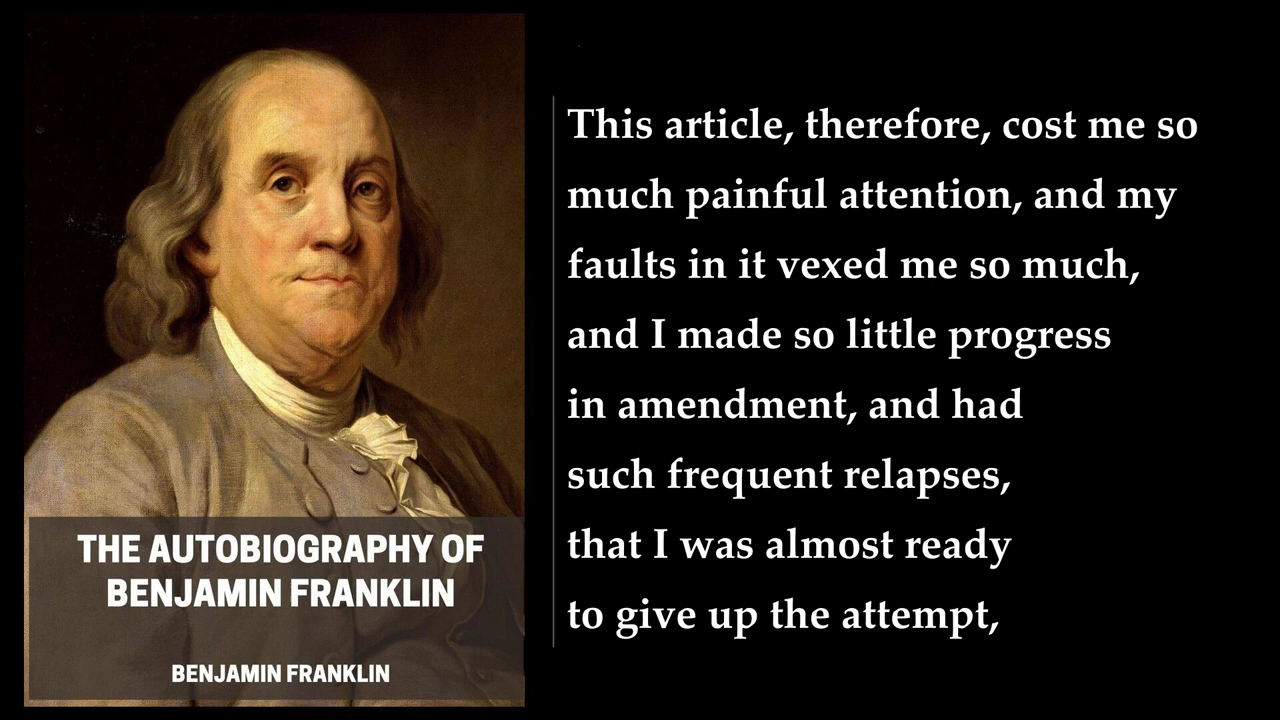 THE AUTOBIOGRAPHY OF
BENJAMIN FRANKLIN
BENJAMIN FRANKLIN
This article, therefore, cost me so
much painful attention, and my
faults in it vexed me so much,
and I made so little progress
in amendment, and had
such frequent relapses,
that I was almost ready
to give up the attempt,